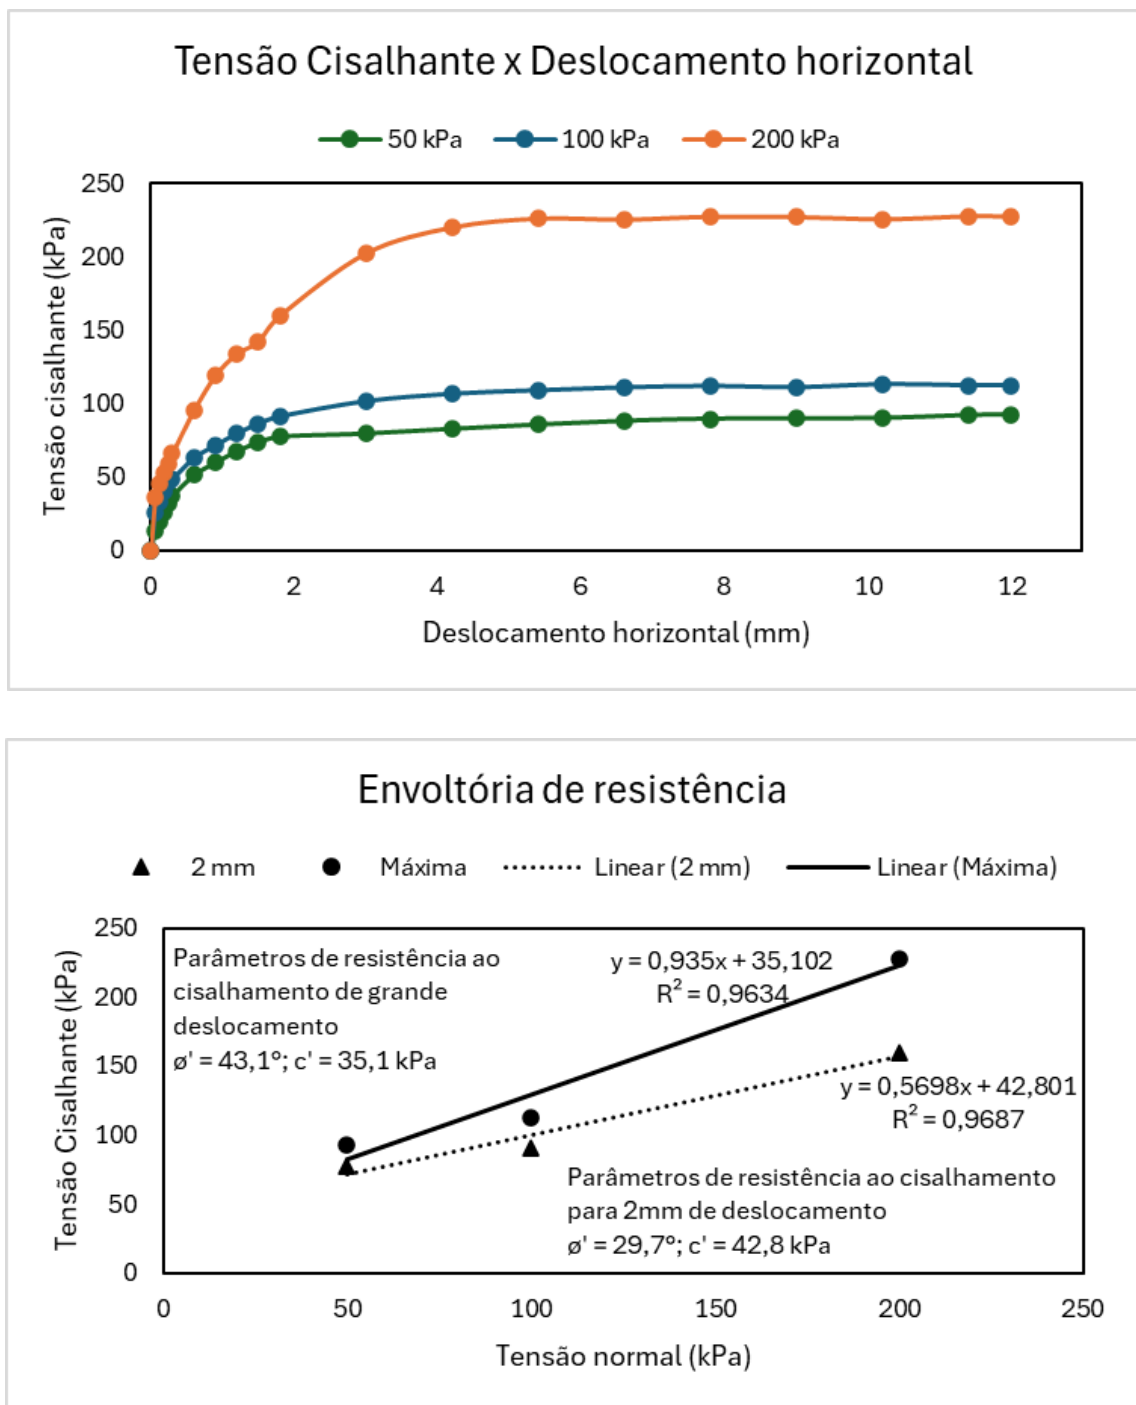 Tensão Cisalhante x Deslocamento horizontal
50 kPa 100 kPa 200 kPa
Tensão cisalhante (kPa)
250
200
150
100
50
0
0 2 4 6 8 10 12
Deslocamento horizontal (mm)
Envoltória de resistência
2 mm Máxima Linear (2 mm) Linear (Máxima)
Tensão Cisalhante (kPa)
250
200
150
100
50
0
Parâmetros de resistência ao
cisalhamento de grande
deslocamento
ø' = 43,1°; c' = 35,1 kPa
y = 0,935x + 35,102
R² = 0,9634
y = 0,5698x + 42,801
R² = 0,9687
Parâmetros de resistência ao cisalhamento
para 2mm de deslocamento
ø' = 29,7°; c' = 42,8 kPa
0 50 100 150 200 250
Tensão normal (kPa)